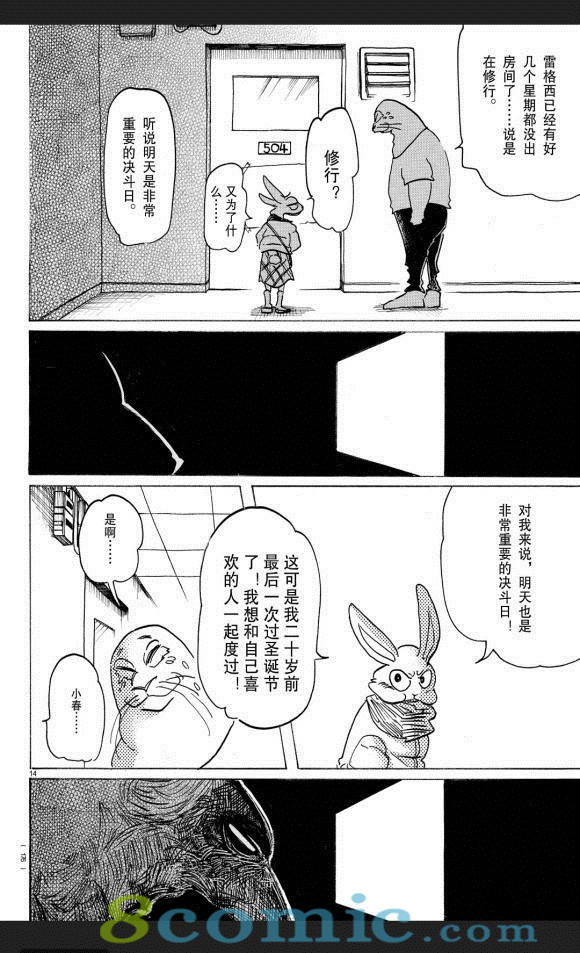 雷格西已经有好
几个星期都没出
房间了……说是
在修行。
修行？
又为了什
么……
听说明天是非常
重要的决斗日。
504
对我来说，明天也是
非常重要的决斗日！
这可是我二十岁前
最后一次过圣诞节
了！我想和自己喜
欢的人一起度过！
是啊……
小春……
14
8comic.com